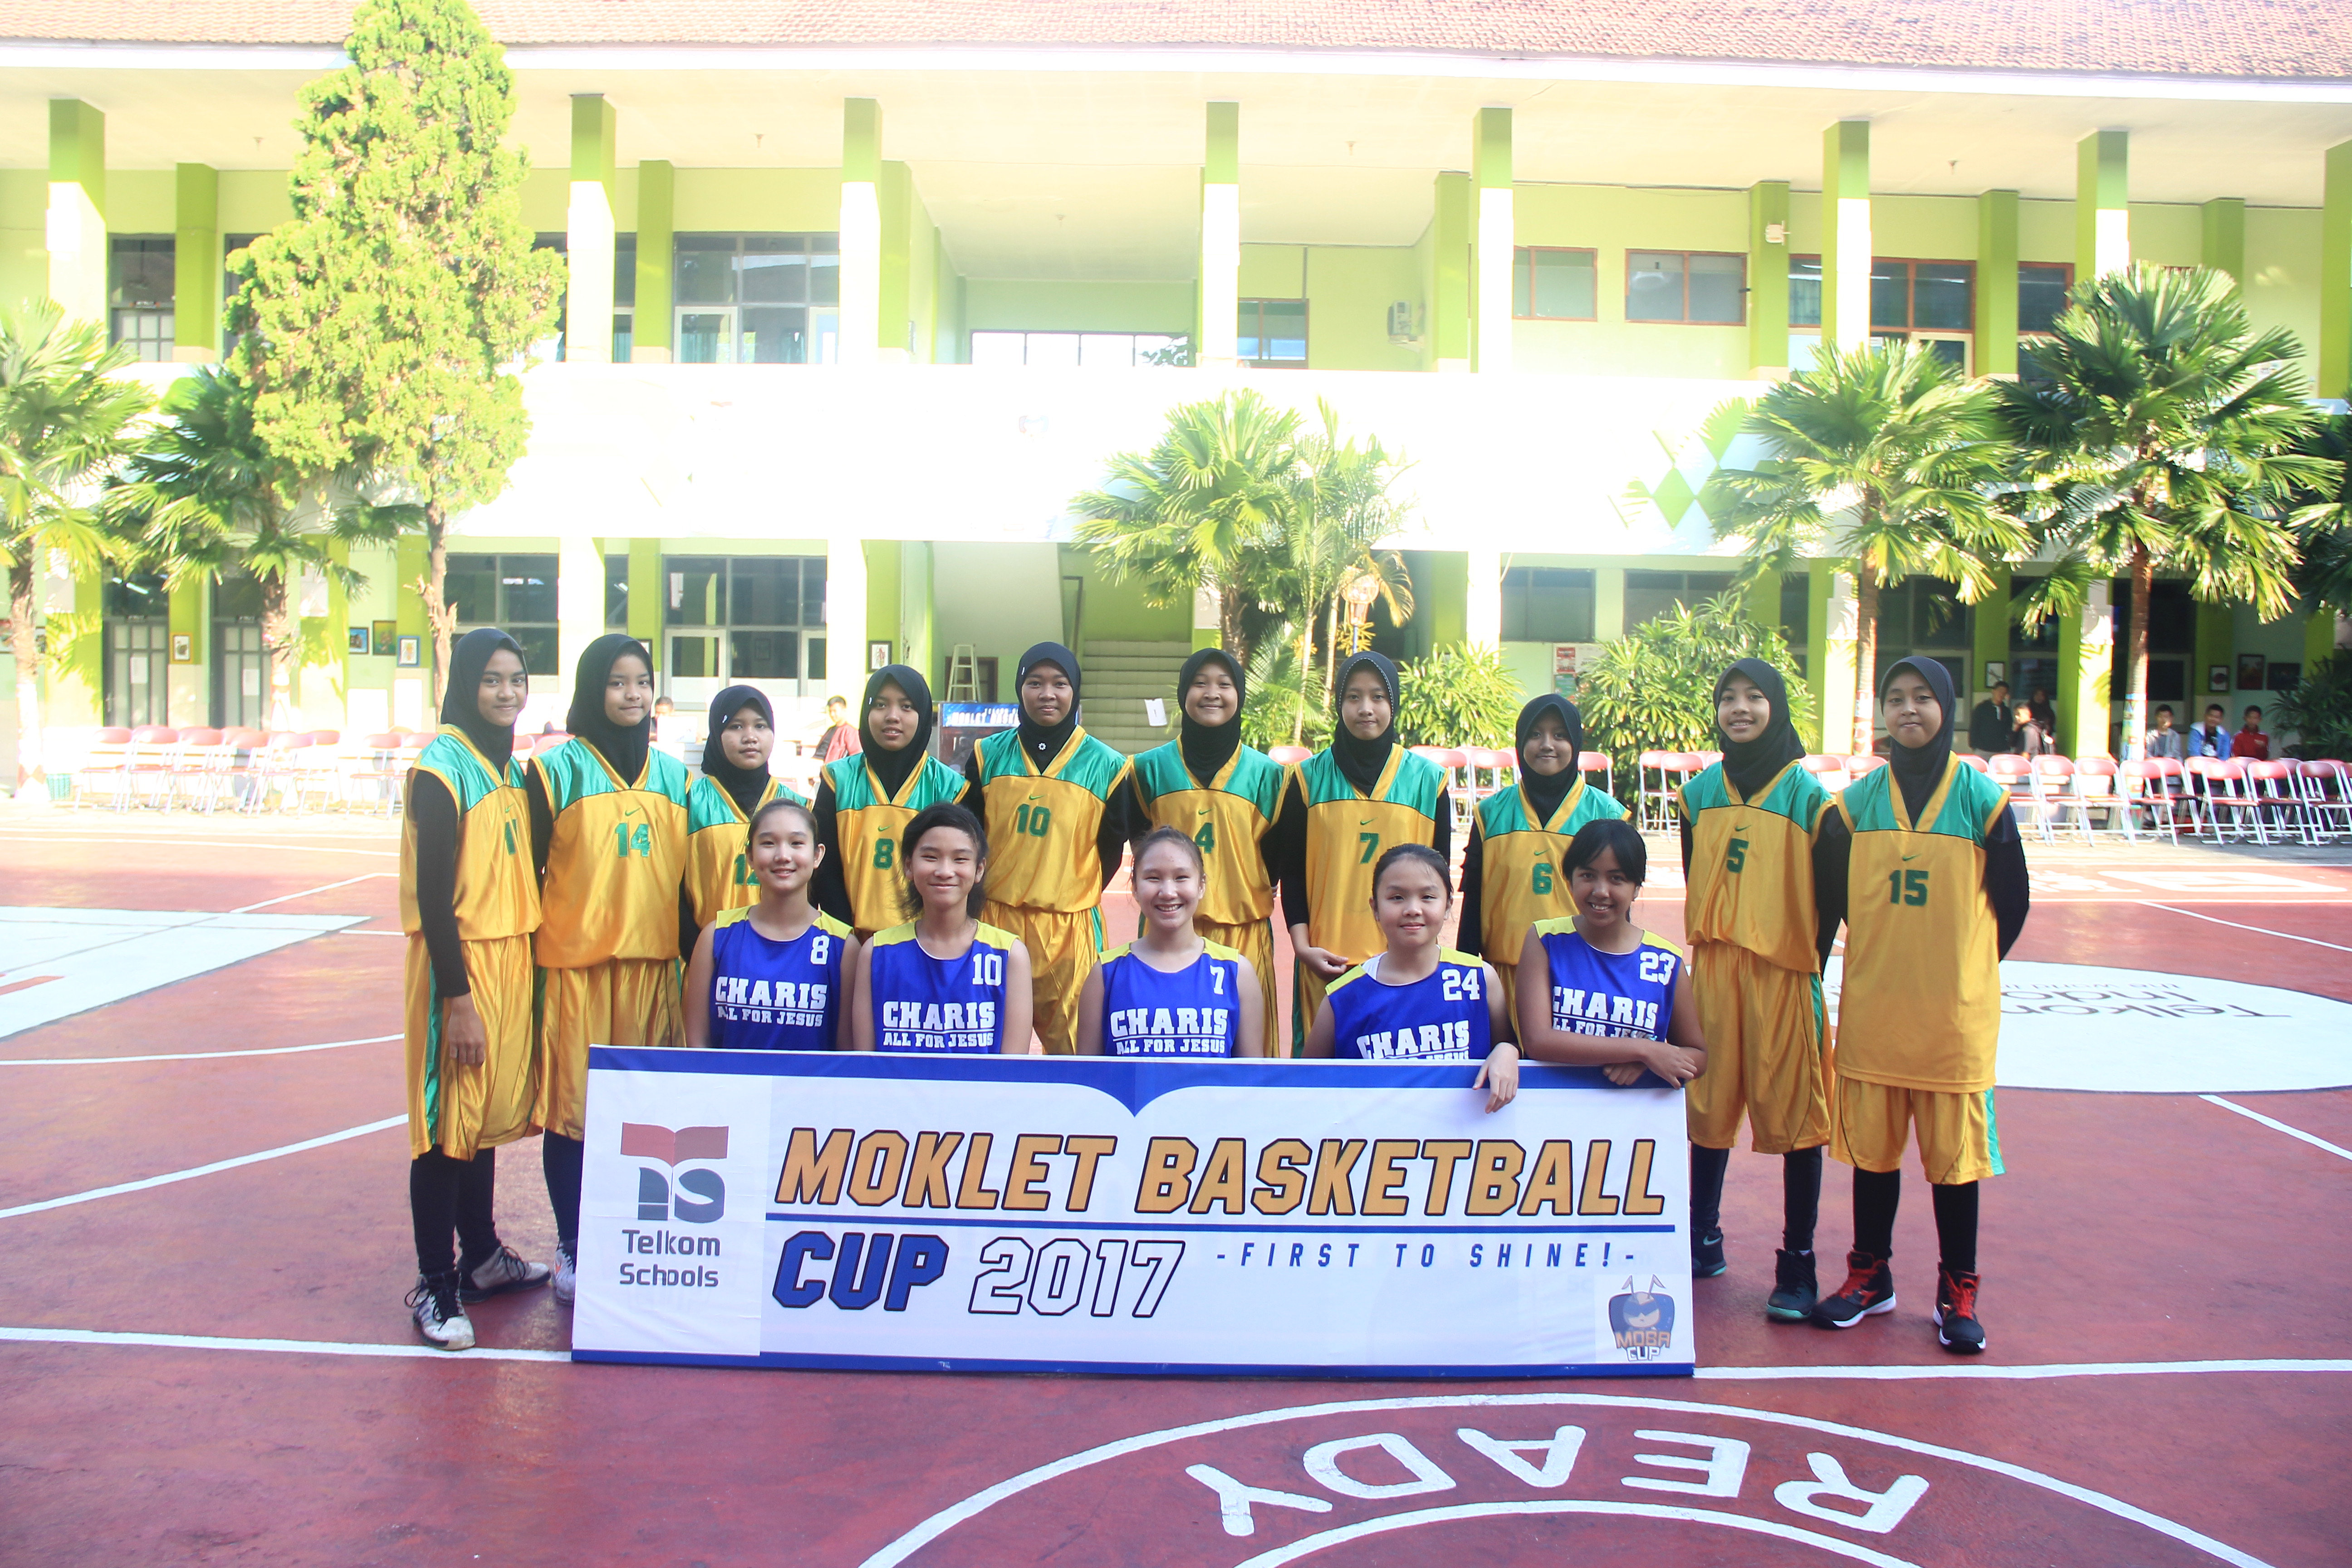 14
8
10
4
7
6
5
15
8
CHARIS
ALL FOR JESUS
10
CHARIS
ALL FOR JESUS
7
CHARIS
ALL FOR JESUS
24
CHARIS
23
CHARIS
ALL FOR JESUS
Telkom
Schools
MOKLET BASKETBALL
CUP 2017 -FIRST TO SHINE!-
CUP
READY